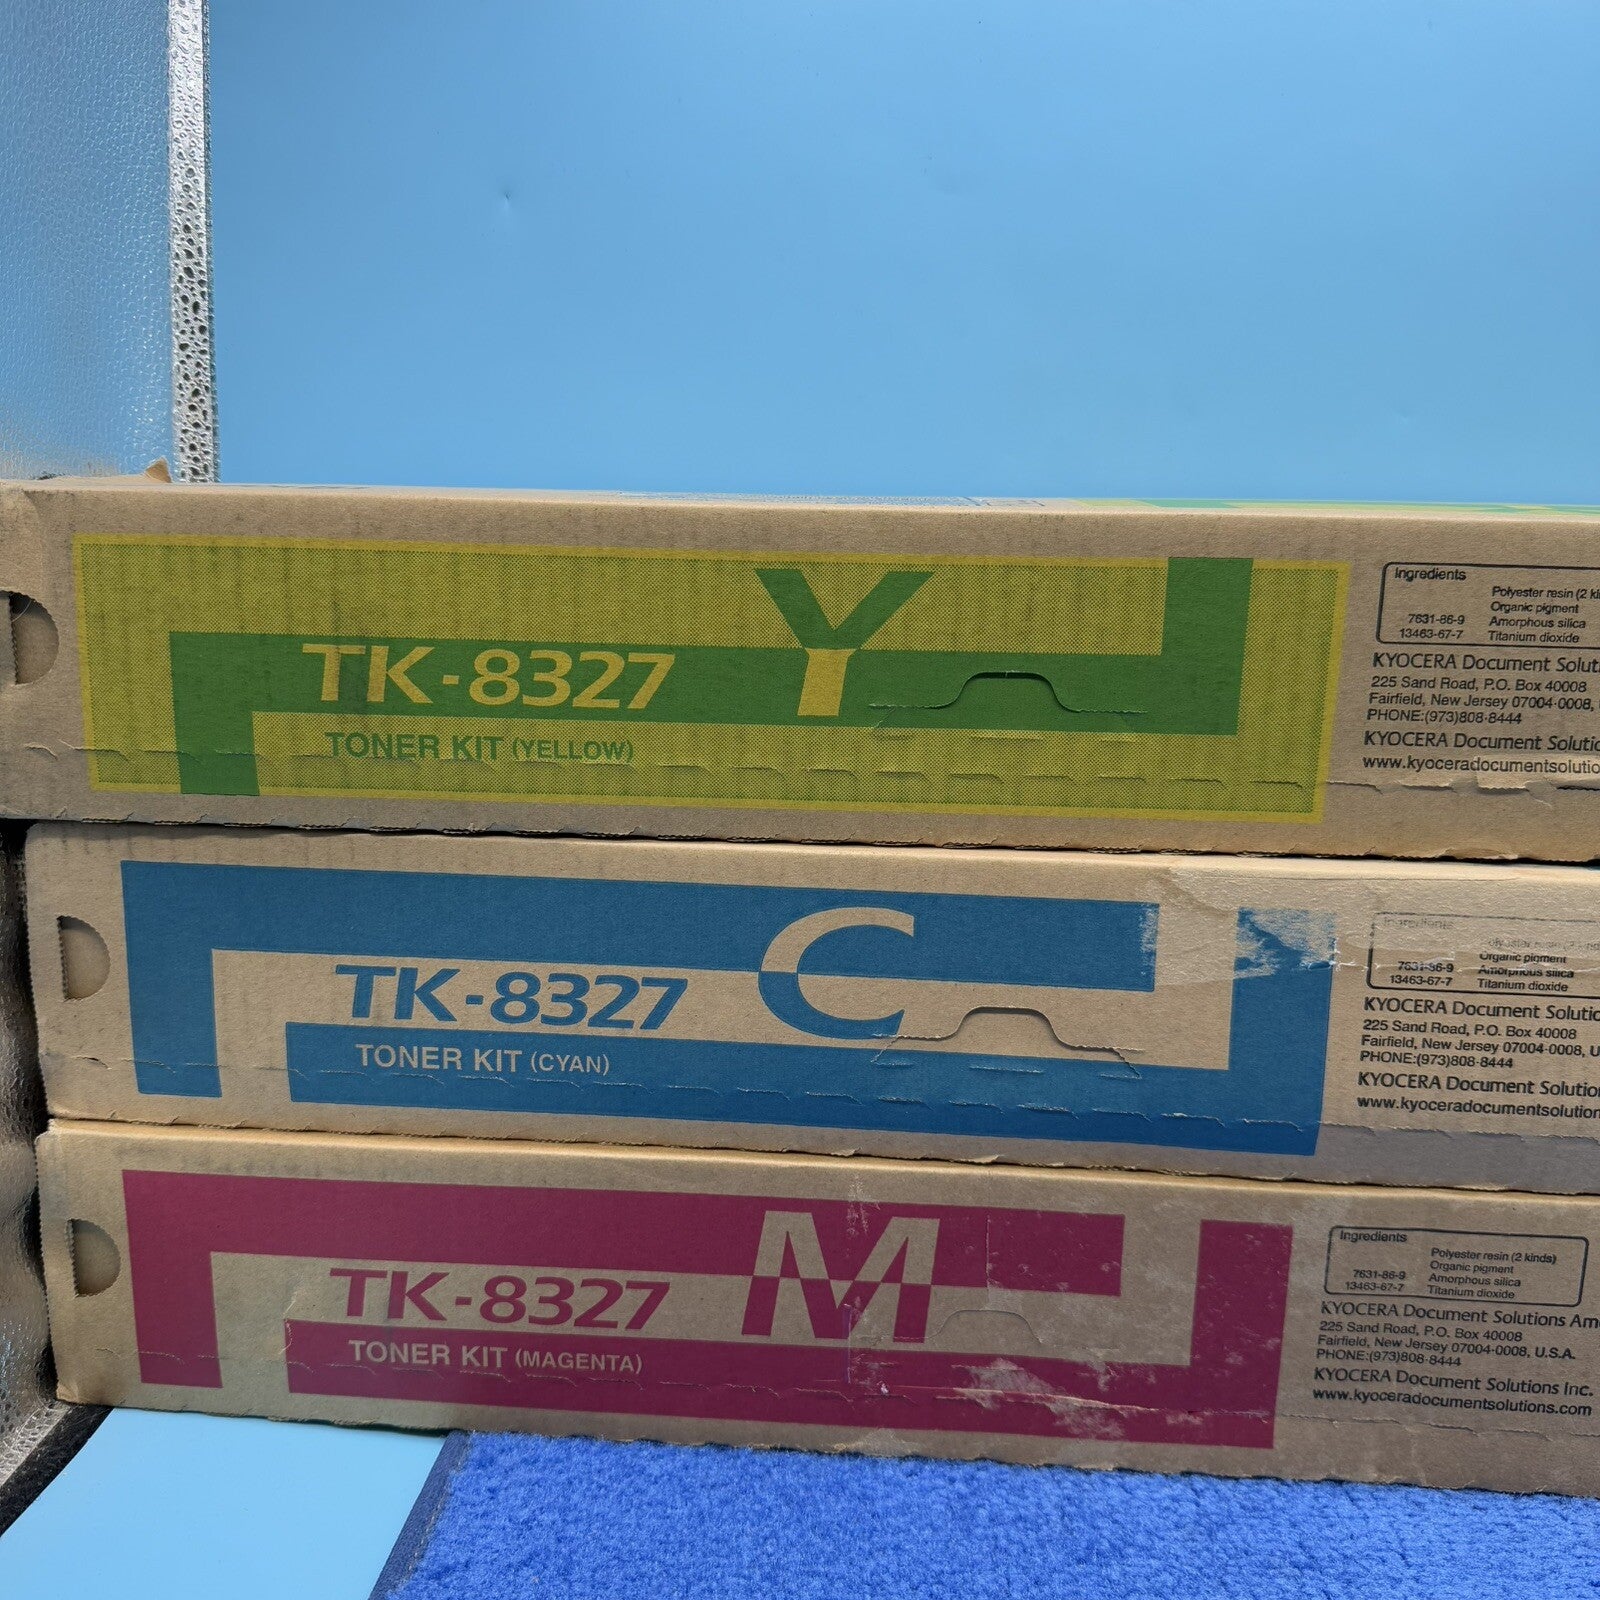 Y
TK-8327
TONER KIT (YELLOW)
Ingredients
Polyester resin (2
Organic pigment
7631-86-9 Amorphous silica
13463-67-7 Titanium dioxide
KYOCERA Document
225 Sand Road, P.O. Box 40008
Fairfield, New Jersey 07004-0008,
PHONE:(973)808-8444
KYOCERA Document
www.kyoceradocumentsolutio
C
TK-8327
TONER KIT (CYAN)
Ingredients
Polyester resin (2
Organic pigment
7631-86-9 Amorphous silica
13463-67-7 Titanium dioxide
KYOCERA Document
225 Sand Road, P.O. Box 40008
Fairfield, New Jersey 07004-0008,
PHONE:(973)808-8444
KYOCERA Document
www.kyoceradocumentsolution
M
TK-8327
TONER KIT (MAGENTA)
Ingredients
Polyester resin (2 kinds)
Organic pigment
7631-86-9 Amorphous silica
13463-67-7 Titanium dioxide
KYOCERA Document Solutions Am
225 Sand Road, P.O. Box 40008
Fairfield, New Jersey 07004-0008, U.S.A.
PHONE:(973)808-8444
KYOCERA Document Solutions Inc.
www.kyoceradocumentsolutions.com